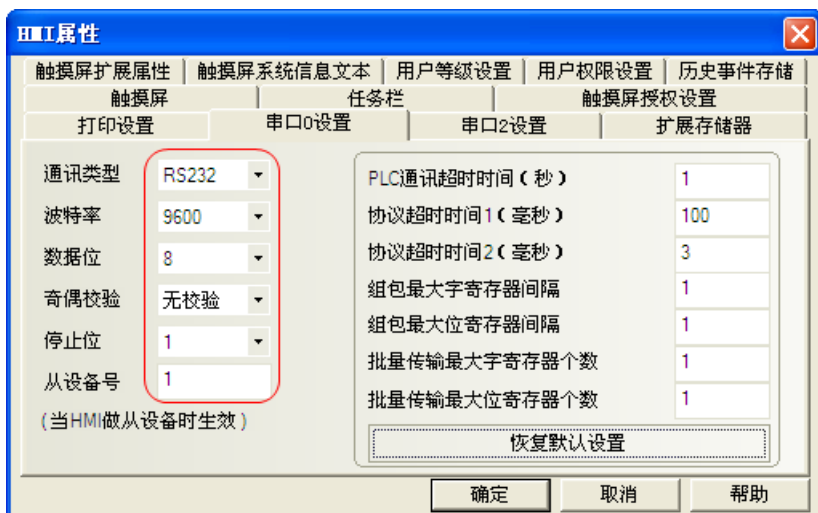 HMI属性
触摸屏扩展属性 触摸屏系统信息文本 用户等级设置 用户权限设置 历史事件存储
触摸屏 任务栏 触摸屏授权设置
打印设置 串口0设置 串口2设置 扩展存储器
通讯类型 RS232
波特率 9600
数据位 8
奇偶校验 无校验
停止位 1
从设备号 1
(当HMI做从设备时生效)
PLC通讯超时时间(秒) 1
协议超时时间1(毫秒) 100
协议超时时间2(毫秒) 3
组包最大字寄存器间隔 1
组包最大位寄存器间隔 1
批量传输最大字寄存器个数 1
批量传输最大位寄存器个数 1
恢复默认设置
确定 取消 帮助